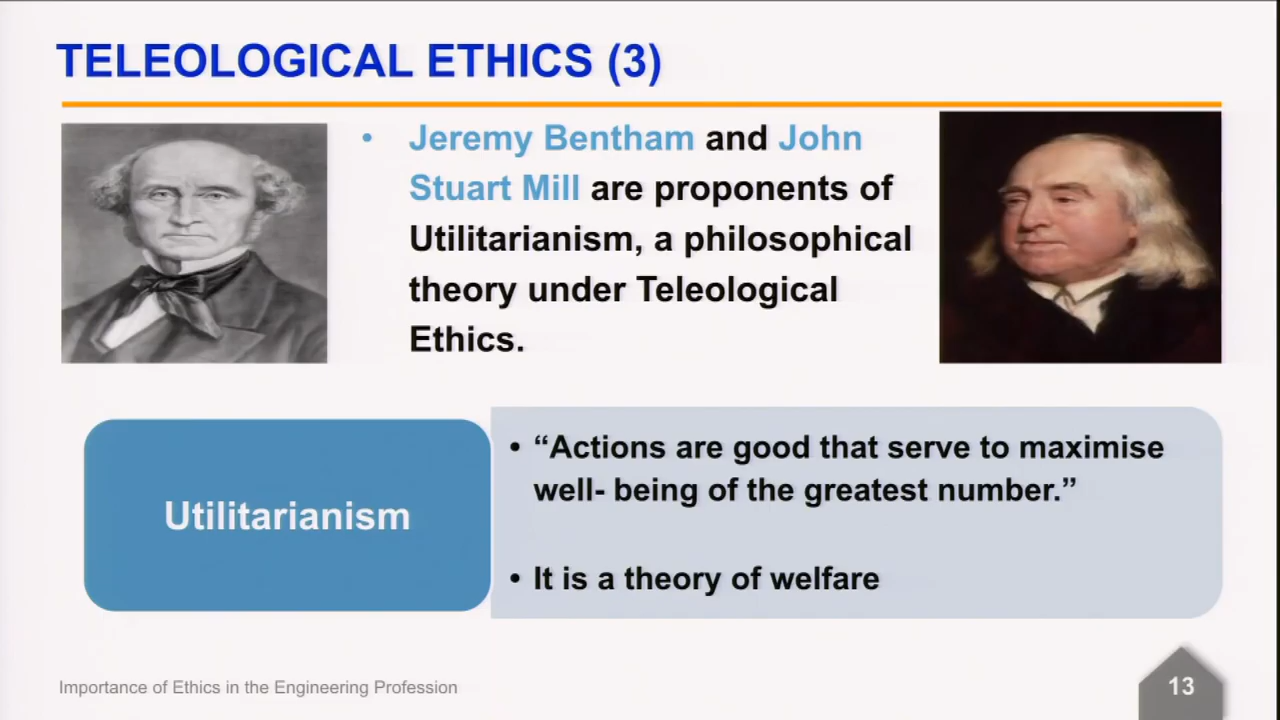 TELEOLOGICAL ETHICS (3)
• Jeremy Bentham and John
Stuart Mill are proponents of
Utilitarianism, a philosophical
theory under Teleological
Ethics.
Utilitarianism
• “Actions are good that serve to maximise
well- being of the greatest number.”
• It is a theory of welfare
Importance of Ethics in the Engineering Profession
13